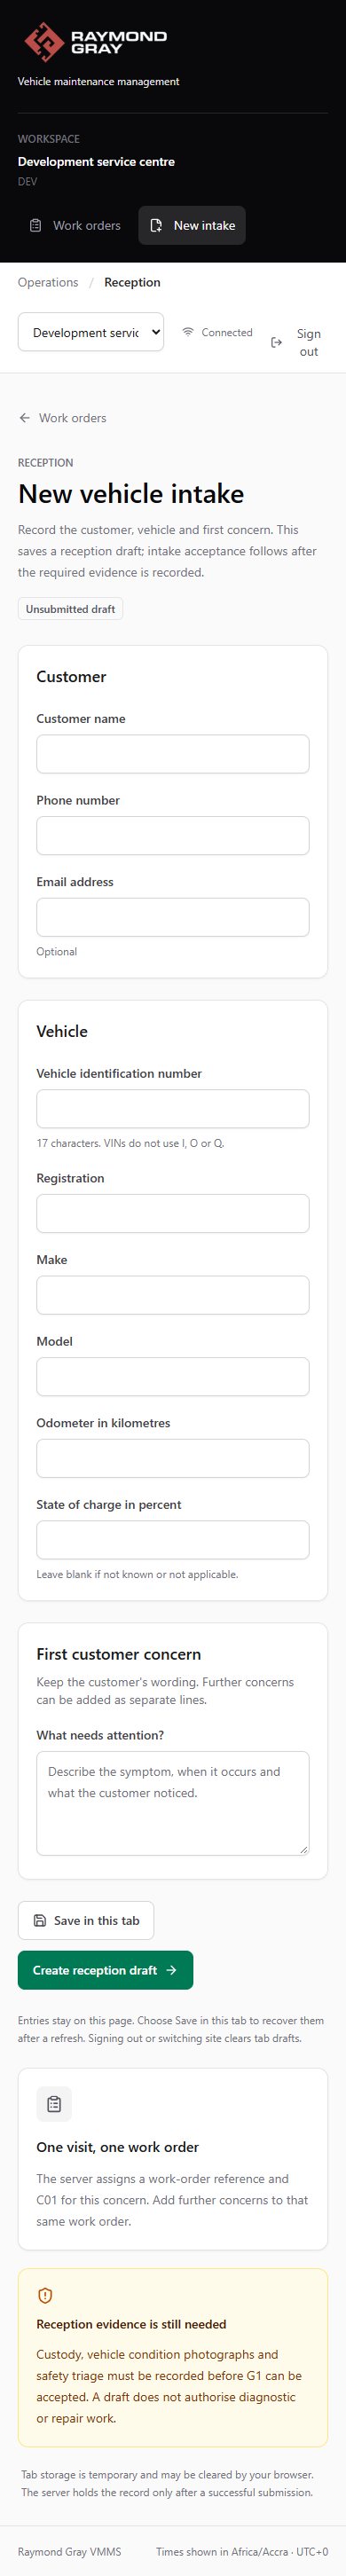 RAYMOND
GRAY
Vehicle maintenance management
WORKSPACE
Development service centre
DEV
Work orders
New intake
Operations / Reception
Development servic
Connected
Sign
out
Work orders
RECEPTION
New vehicle intake
Record the customer, vehicle and first concern. This
saves a reception draft; intake acceptance follows after
the required evidence is recorded.
Unsubmitted draft
Customer
Customer name
Phone number
Email address
Optional
Vehicle
Vehicle identification number
17 characters. VINs do not use I, O or Q.
Registration
Make
Model
Odometer in kilometres
State of charge in percent
Leave blank if not known or not applicable.
First customer concern
Keep the customer's wording. Further concerns
can be added as separate lines.
What needs attention?
Describe the symptom, when it occurs and
what the customer noticed.
Save in this tab
Create reception draft
Entries stay on this page. Choose Save in this tab to recover them
after a refresh. Signing out or switching site clears tab drafts.
One visit, one work order
The server assigns a work-order reference and
C01 for this concern. Add further concerns to that
same work order.
Reception evidence is still needed
Custody, vehicle condition photographs and
safety triage must be recorded before G1 can be
accepted. A draft does not authorise diagnostic
or repair work.
Tab storage is temporary and may be cleared by your browser.
The server holds the record only after a successful submission.
Raymond Gray VMMS
Times shown in Africa/Accra · UTC+0